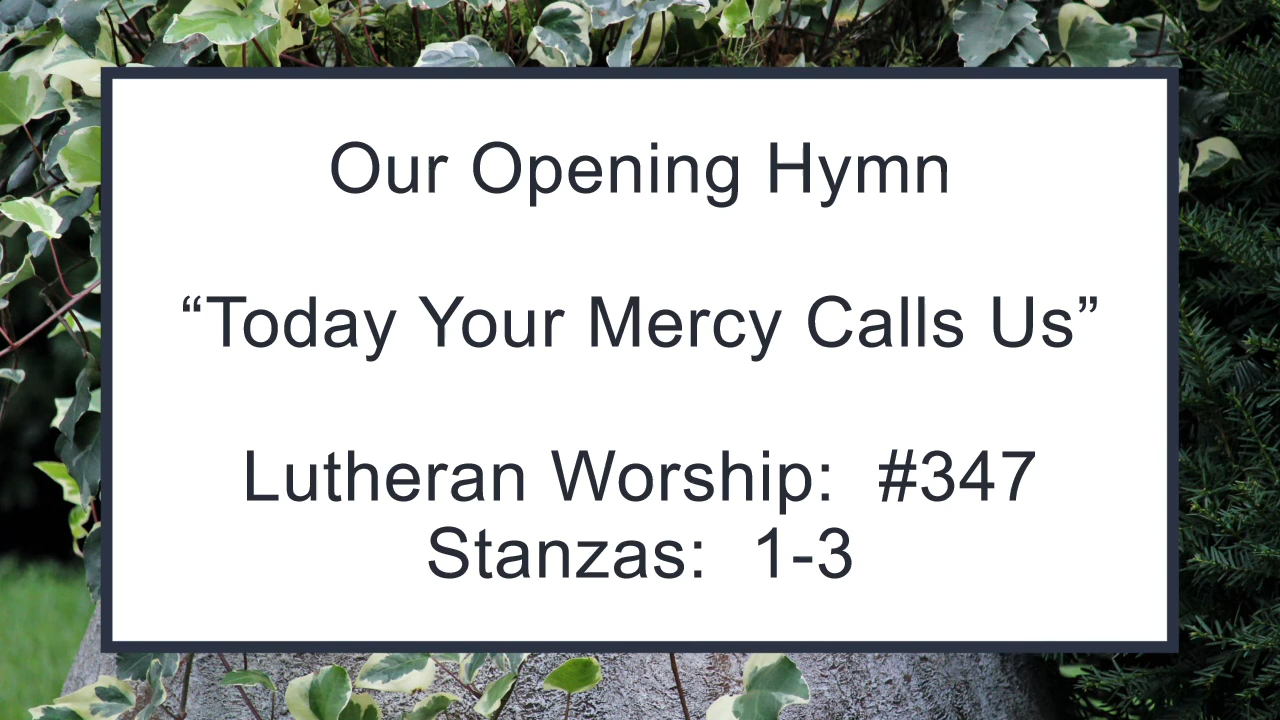 Our Opening Hymn
“Today Your Mercy Calls Us”
Lutheran Worship:  #347
Stanzas:  1-3